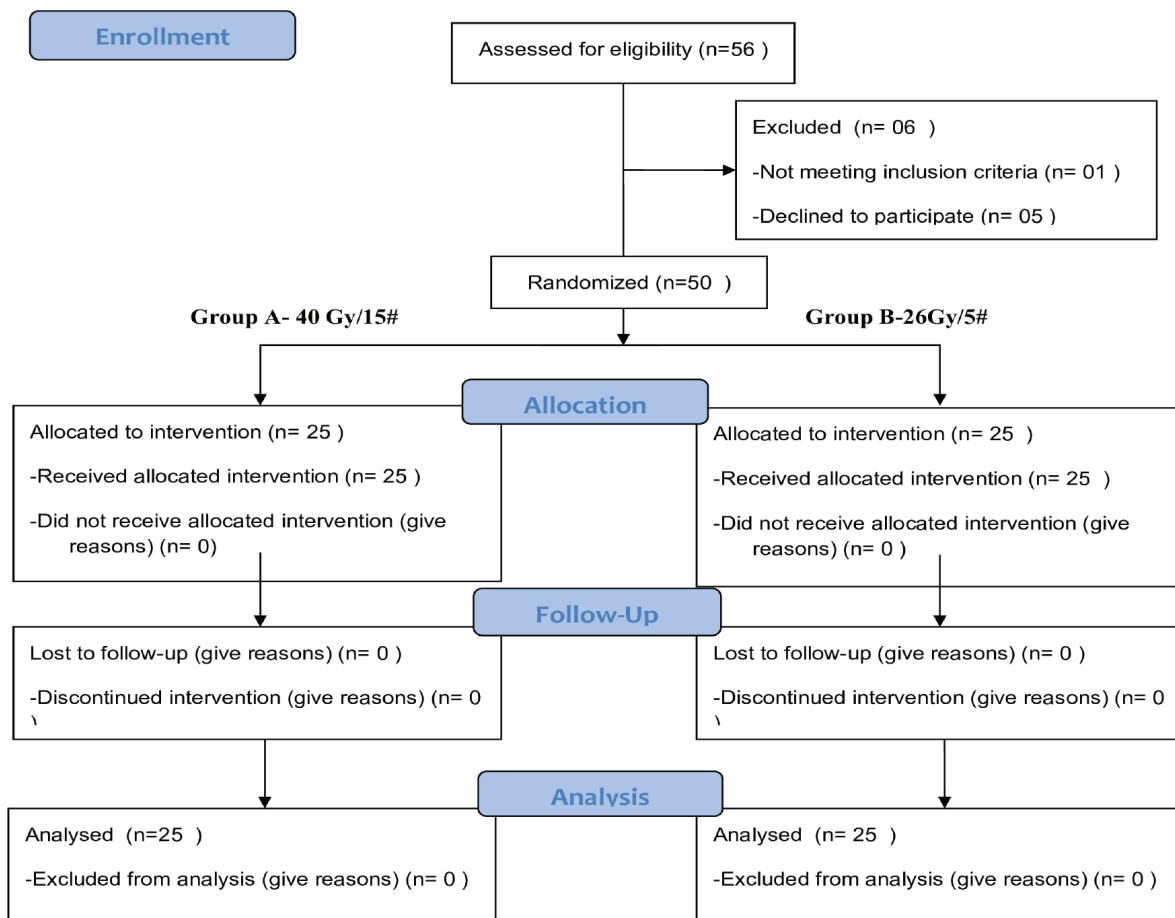 Enrollment
Assessed for eligibility (n=56 )
Excluded (n= 06 )
-Not meeting inclusion criteria (n= 01 )
-Declined to participate (n= 05 )
Randomized (n=50 )
Group A- 40 Gy/15#
Group B-26Gy/5#
Allocation
Allocated to intervention (n= 25 )
-Received allocated intervention (n= 25 )
-Did not receive allocated intervention (give
reasons) (n= 0)
Allocated to intervention (n= 25 )
-Received allocated intervention (n= 25 )
-Did not receive allocated intervention (give
reasons) (n= 0 )
Follow-Up
Lost to follow-up (give reasons) (n= 0 )
-Discontinued intervention (give reasons) (n= 0
)
Lost to follow-up (give reasons) (n= 0 )
-Discontinued intervention (give reasons) (n= 0
)
Analysis
Analysed (n=25 )
-Excluded from analysis (give reasons) (n= 0 )
Analysed (n= 25 )
-Excluded from analysis (give reasons) (n= 0 )